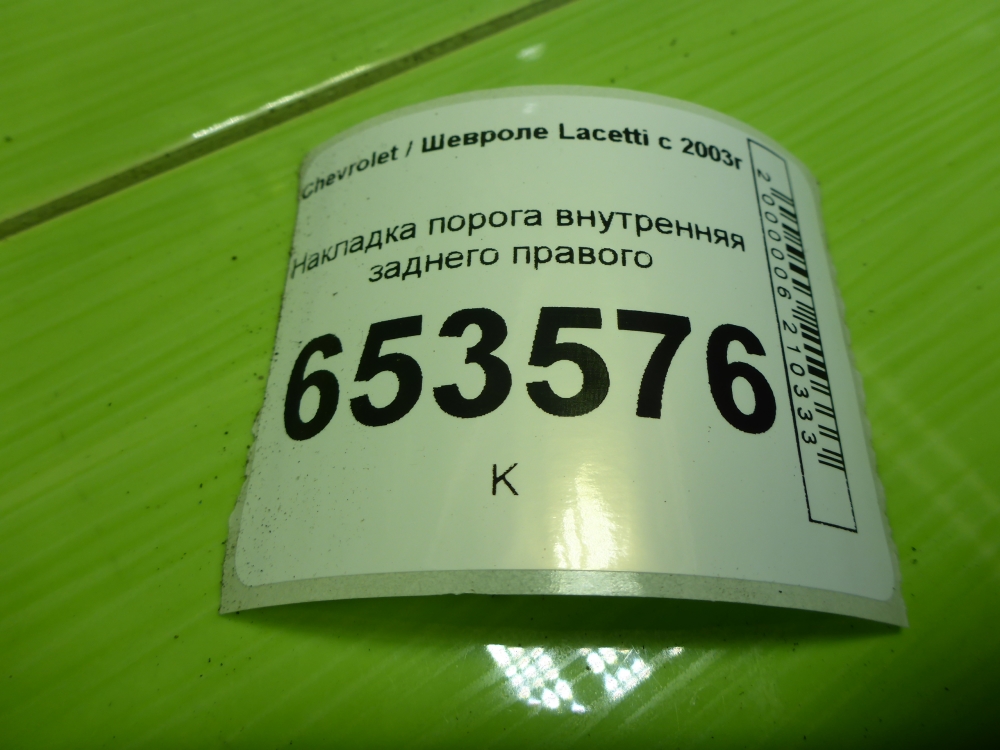 Chevrolet / Шевроле Lacetti с 2003г
Накладка порога внутренняя
заднего правого
653576
К
2000006210333